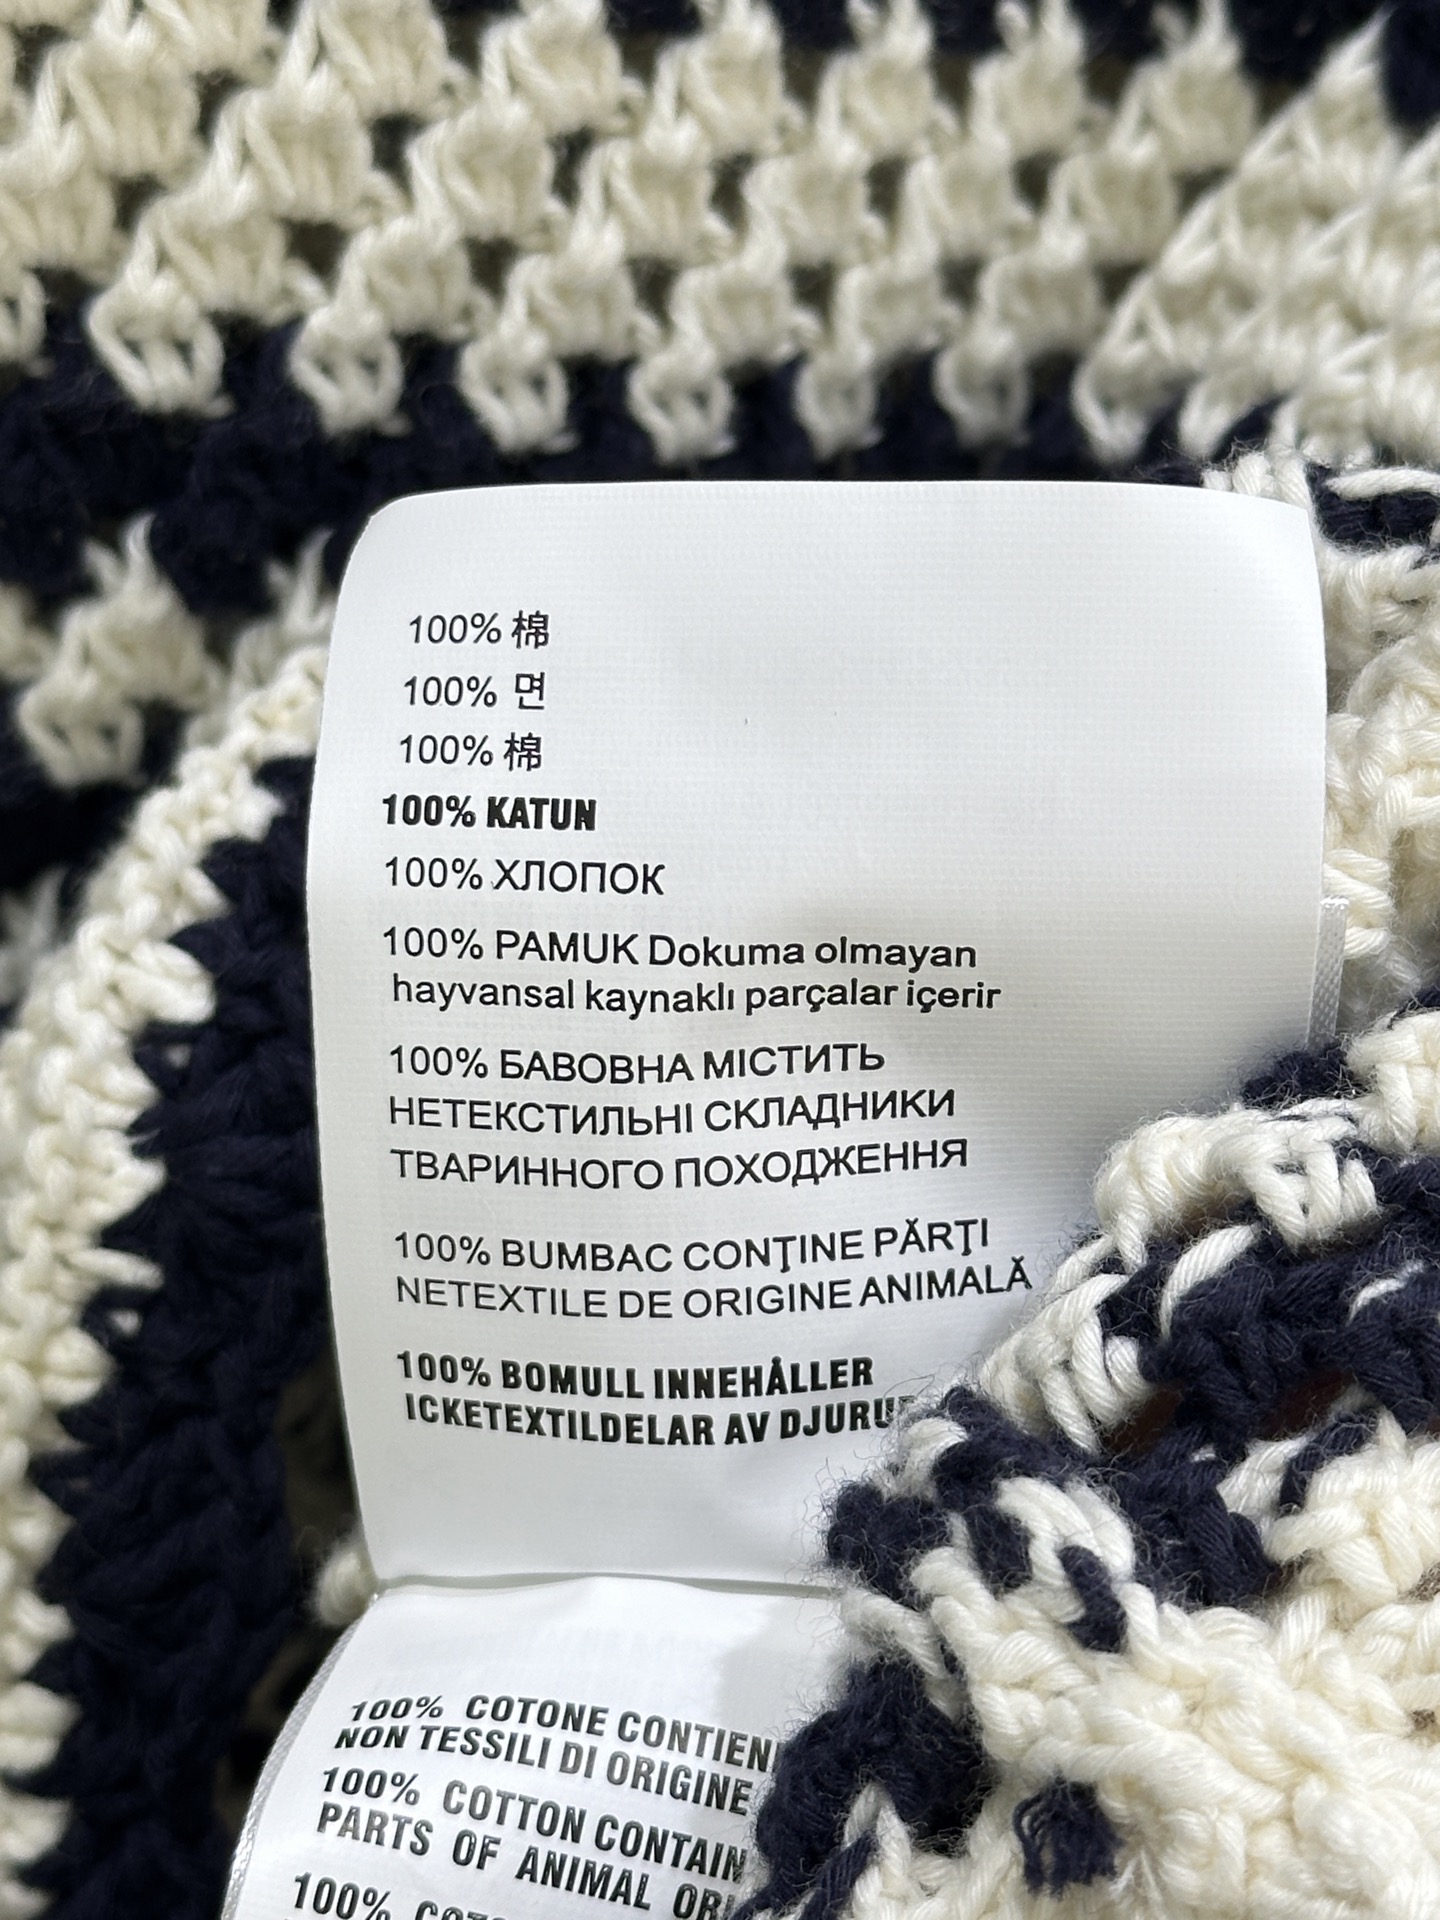 100% 棉
100% 면
100% 棉
100% KATUN
100% ХЛОПОК
100% PAMUK Dokuma olmayan
hayvansal kaynaklı parçalar içerir
100% БАВОВНА МІСТИТЬ
НЕТЕКСТИЛЬНІ СКЛАДНИКИ
ТВАРИННОГО ПОХОДЖЕННЯ
100% BUMBAC CONŢINE PĂRŢI
NETEXTILE DE ORIGINE ANIMALĂ
100% BOMULL INNEHÅLLER
ICKETEXTILDELAR AV
100% COTONE
NON TESSILI DI ORIGINE
100% COTTON CONTAIN
PARTS OF ANIMAL
100%